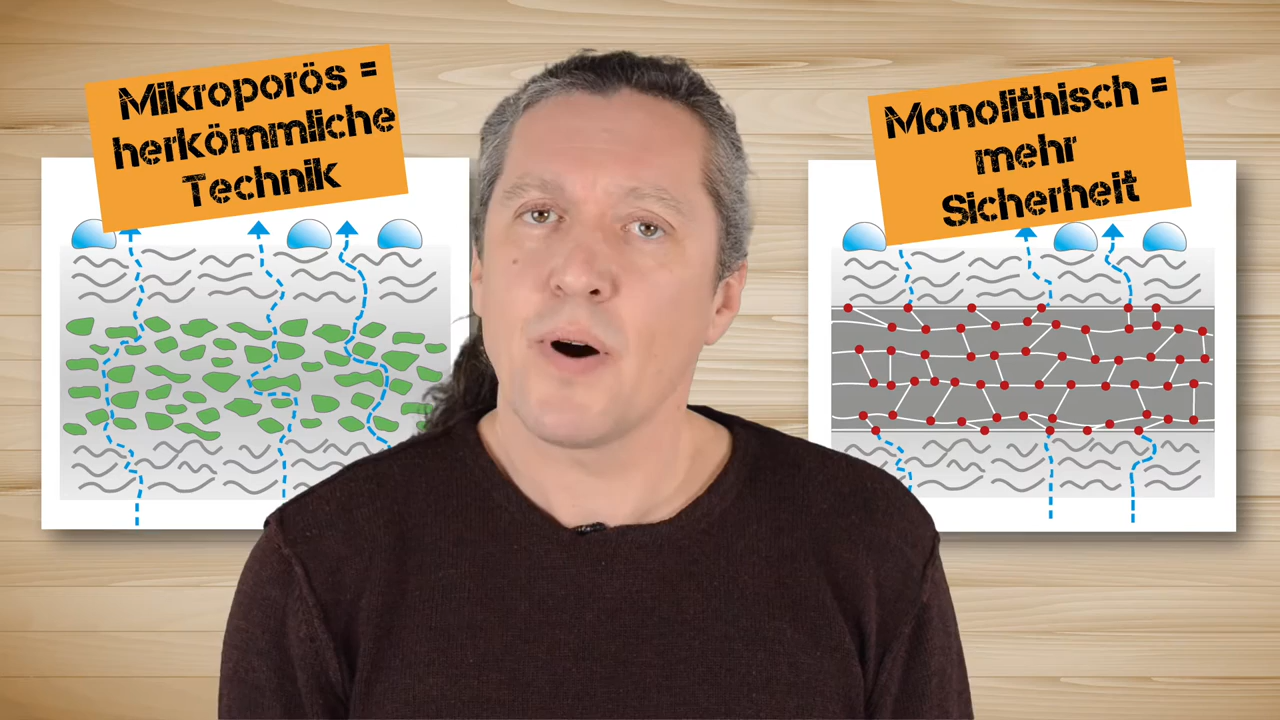 Mikroporös =
herkömmliche
Technik
Monolithisch =
mehr
Sicherheit